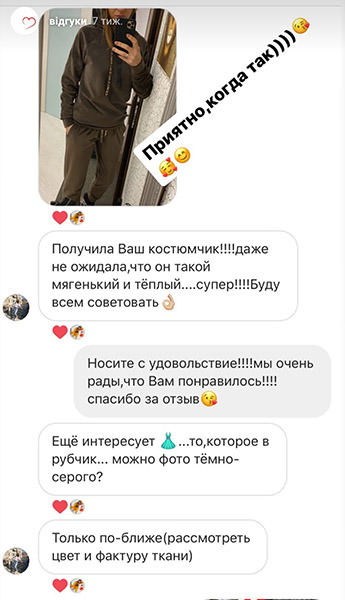 відгуки 7 тиж.
Приятно,когда так))))😘
🥰😊
❤️
Получила Ваш костюмчик!!!!даже
не ожидала,что он такой
мягенький и тёплый....супер!!!!Буду
всем советовать👌🏼
❤️
Носите с удовольствие!!!!мы очень
рады,что Вам понравилось!!!!
спасибо за отзыв😘
Ещё интересует 👗...то,которое в
рубчик... можно фото тёмно-
серого?
❤️
Только по-ближе(рассмотреть
цвет и фактуру ткани)
❤️